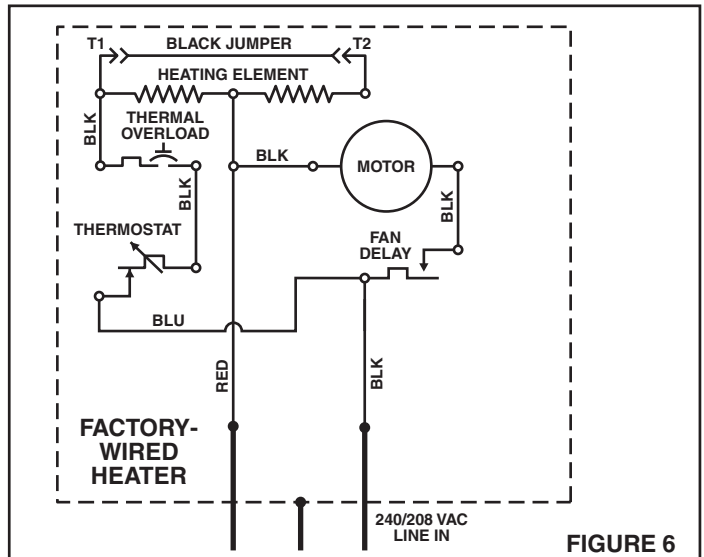 T1
BLACK JUMPER
T2
HEATING ELEMENT
THERMAL
OVERLOAD
BLK
BLK
MOTOR
BLK
BLK
THERMOSTAT
FAN
DELAY
BLU
RED
BLK
FACTORY-
WIRED
HEATER
240/208 VAC
LINE IN
FIGURE 6